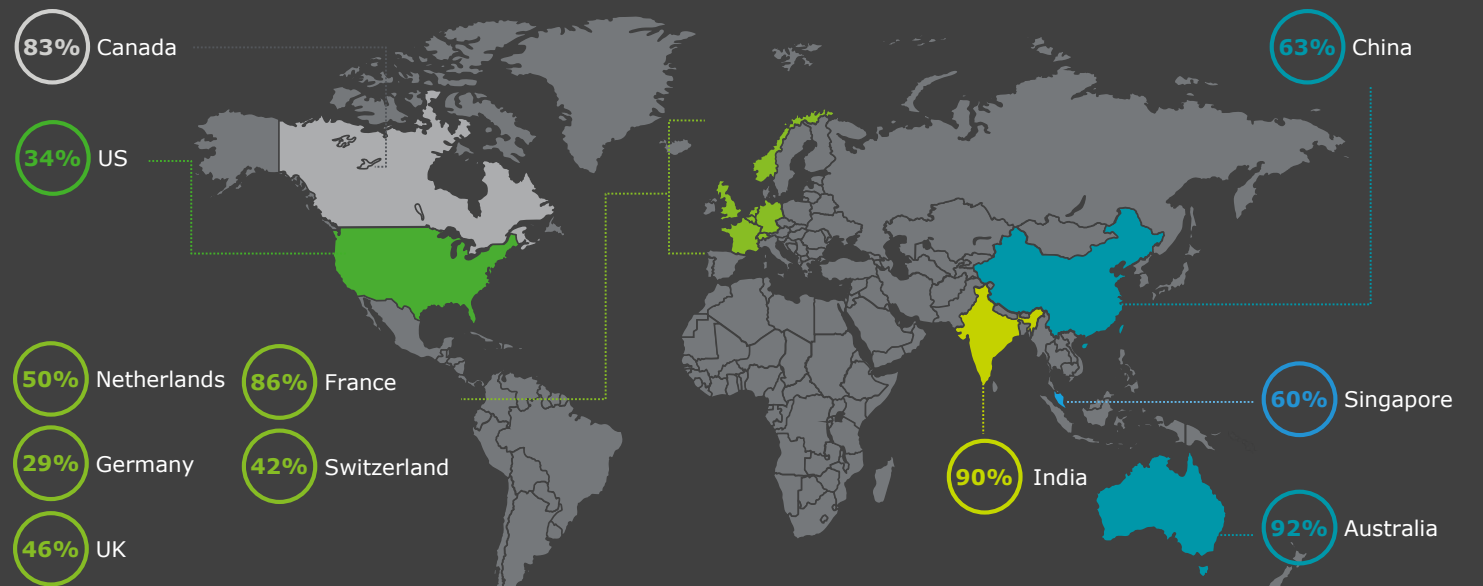 83% Canada
63% China
34% US
50% Netherlands
86% France
60% Singapore
29% Germany
42% Switzerland
90% India
92% Australia
46% UK